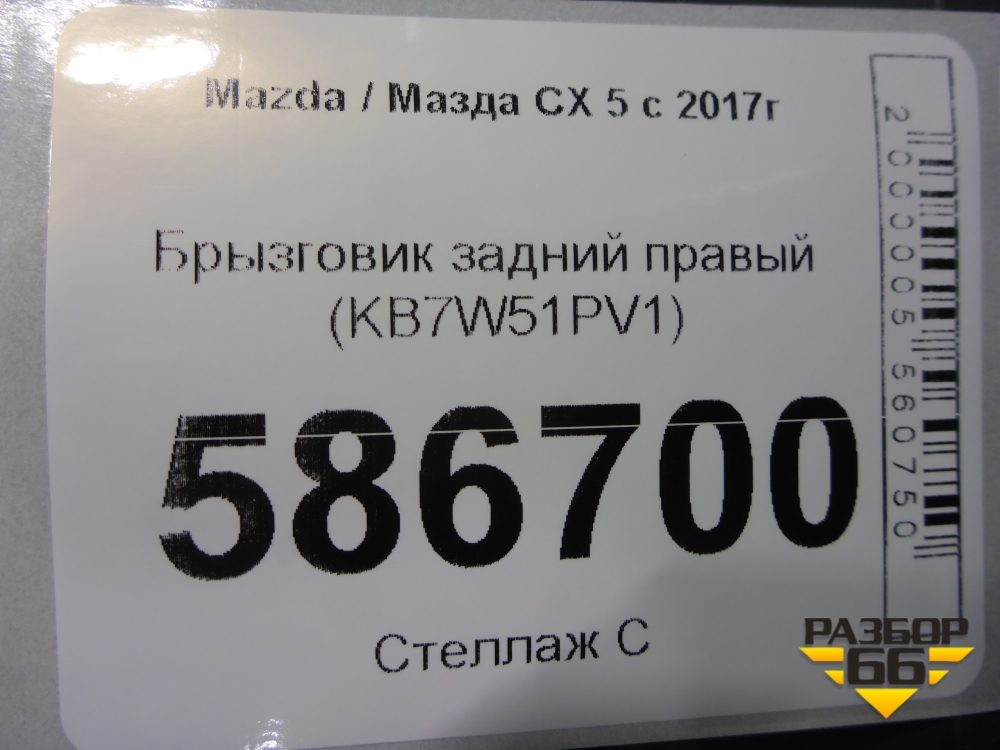 Mazda / Мазда CX 5 с 2017г
Брызговик задний правый
(KB7W51PV1)
586700
Стеллаж С
2000005560750
РАЗБОР
66